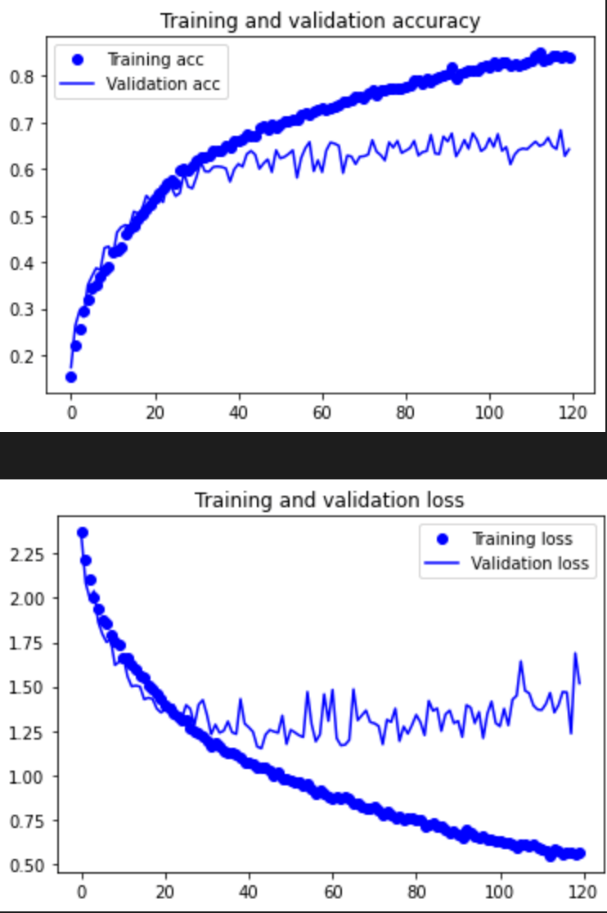 Training and validation accuracy
Training acc
Validation acc
0.8
0.7
0.6
0.5
0.4
0.3
0.2
0 20 40 60 80 100 120
Training and validation loss
Training loss
Validation loss
2.25
2.00
1.75
1.50
1.25
1.00
0.75
0.50
0 20 40 60 80 100 120